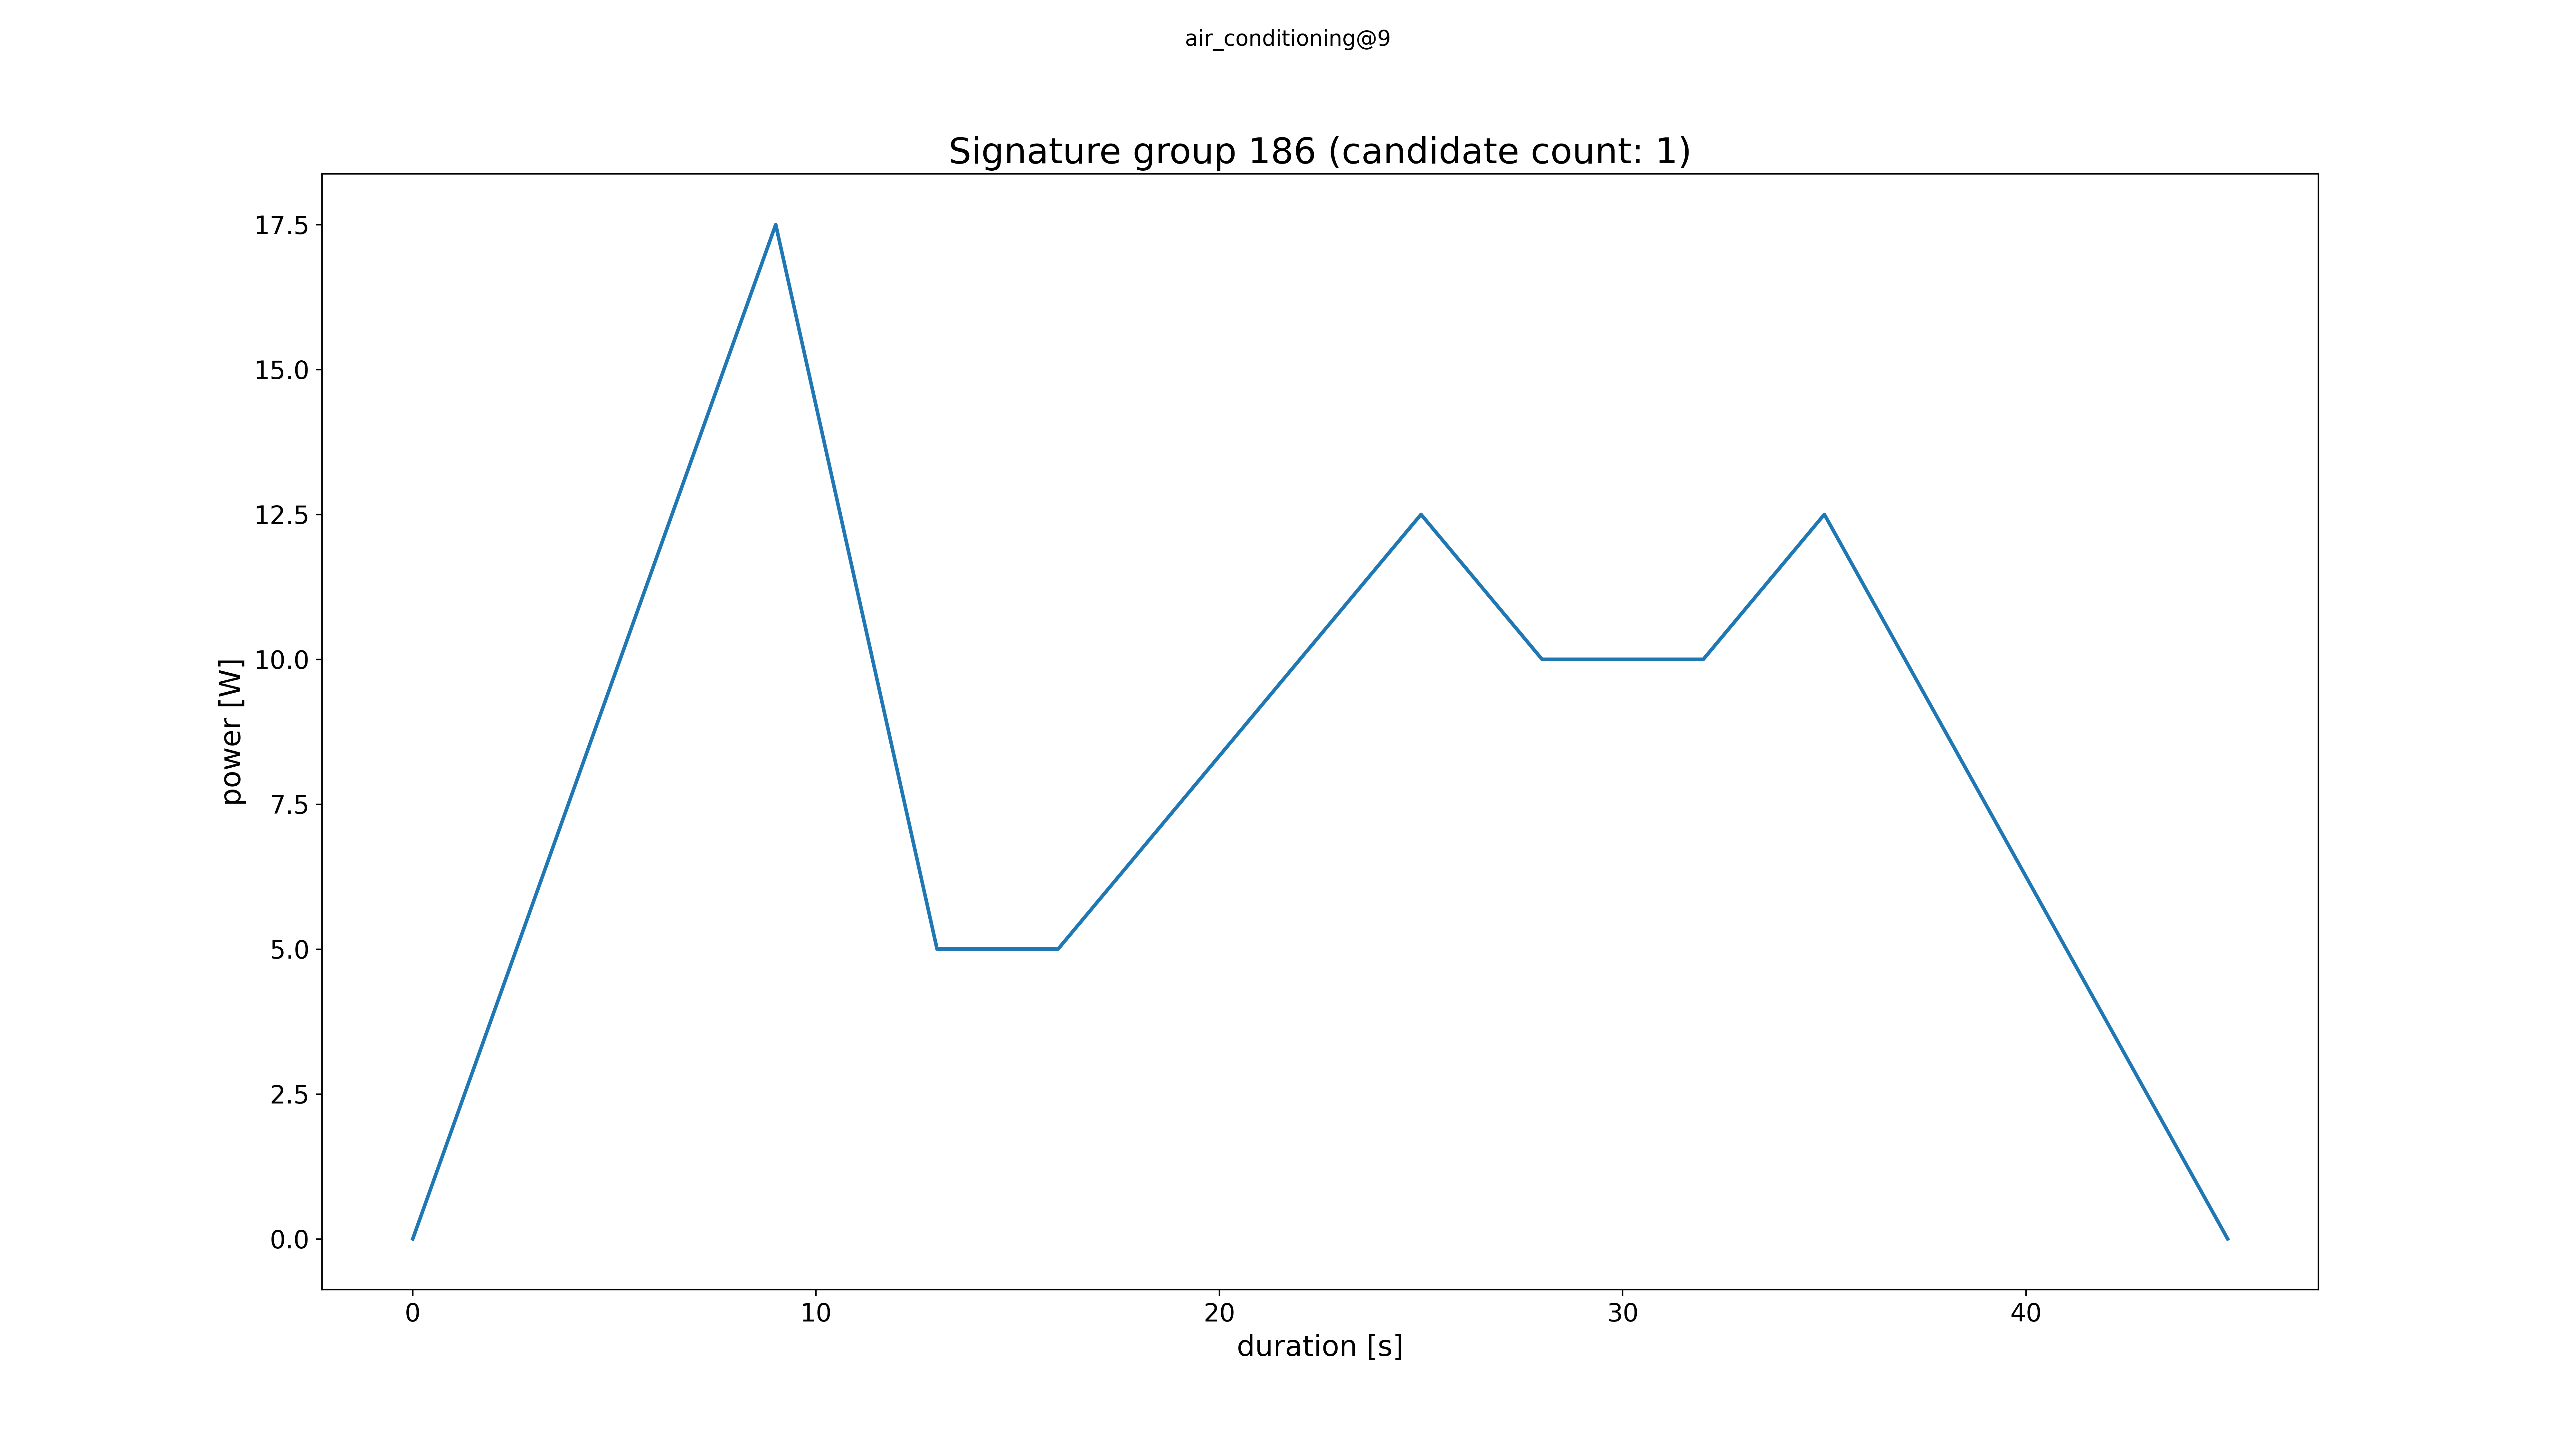 air_conditioning@9
Signature group 186 (candidate count: 1)
17.5
15.0
12.5
10.0
7.5
5.0
2.5
0.0
power [W]
0 10 20 30 40
duration [s]